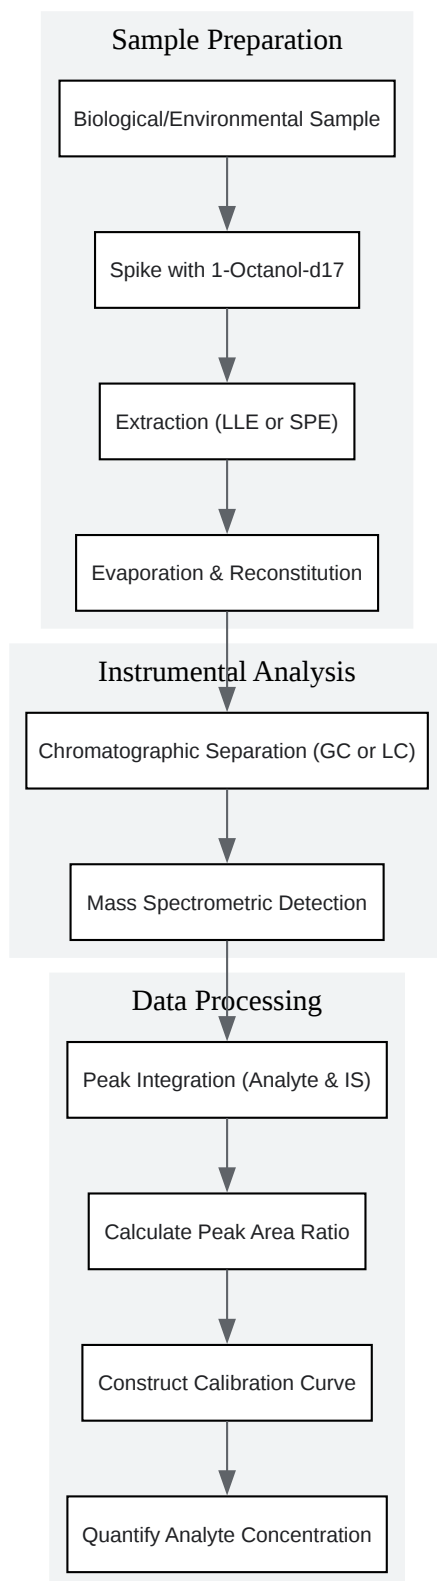 Sample Preparation
Biological/Environmental Sample
Spike with 1-Octanol-d17
Extraction (LLE or SPE)
Evaporation & Reconstitution
Instrumental Analysis
Chromatographic Separation (GC or LC)
Mass Spectrometric Detection
Data Processing
Peak Integration (Analyte & IS)
Calculate Peak Area Ratio
Construct Calibration Curve
Quantify Analyte Concentration